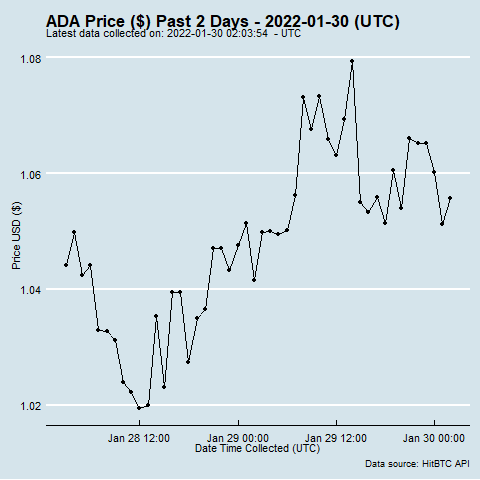 ADA Price ($) Past 2 Days - 2022-01-30 (UTC)
Latest data collected on: 2022-01-30 02:03:54  - UTC
1.08
1.06
1.04
1.02
Price USD ($)
Jan 28 12:00
Jan 29 00:00
Jan 29 12:00
Jan 30 00:00
Date Time Collected (UTC)
Data source: HitBTC API